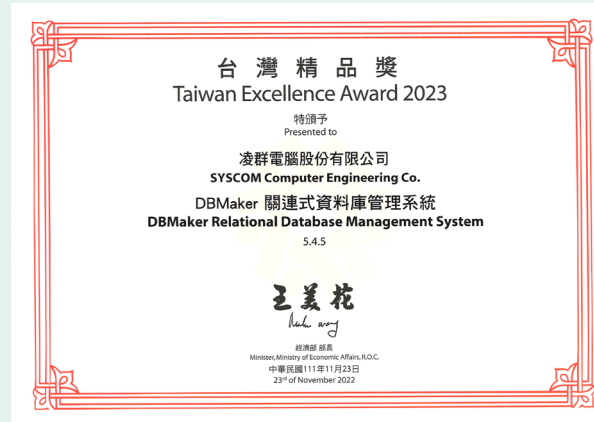 台灣精品獎
Taiwan Excellence Award 2023
特頒予
Presented to
凌群電腦股份有限公司
SYSCOM Computer Engineering Co.
DBMaker 關連式資料庫管理系統
DBMaker Relational Database Management System
5.4.5
王美花
經濟部 部長
Minister, Ministry of Economic Affairs, R.O.C.
中華民國111年11月23日
23rd of November 2022